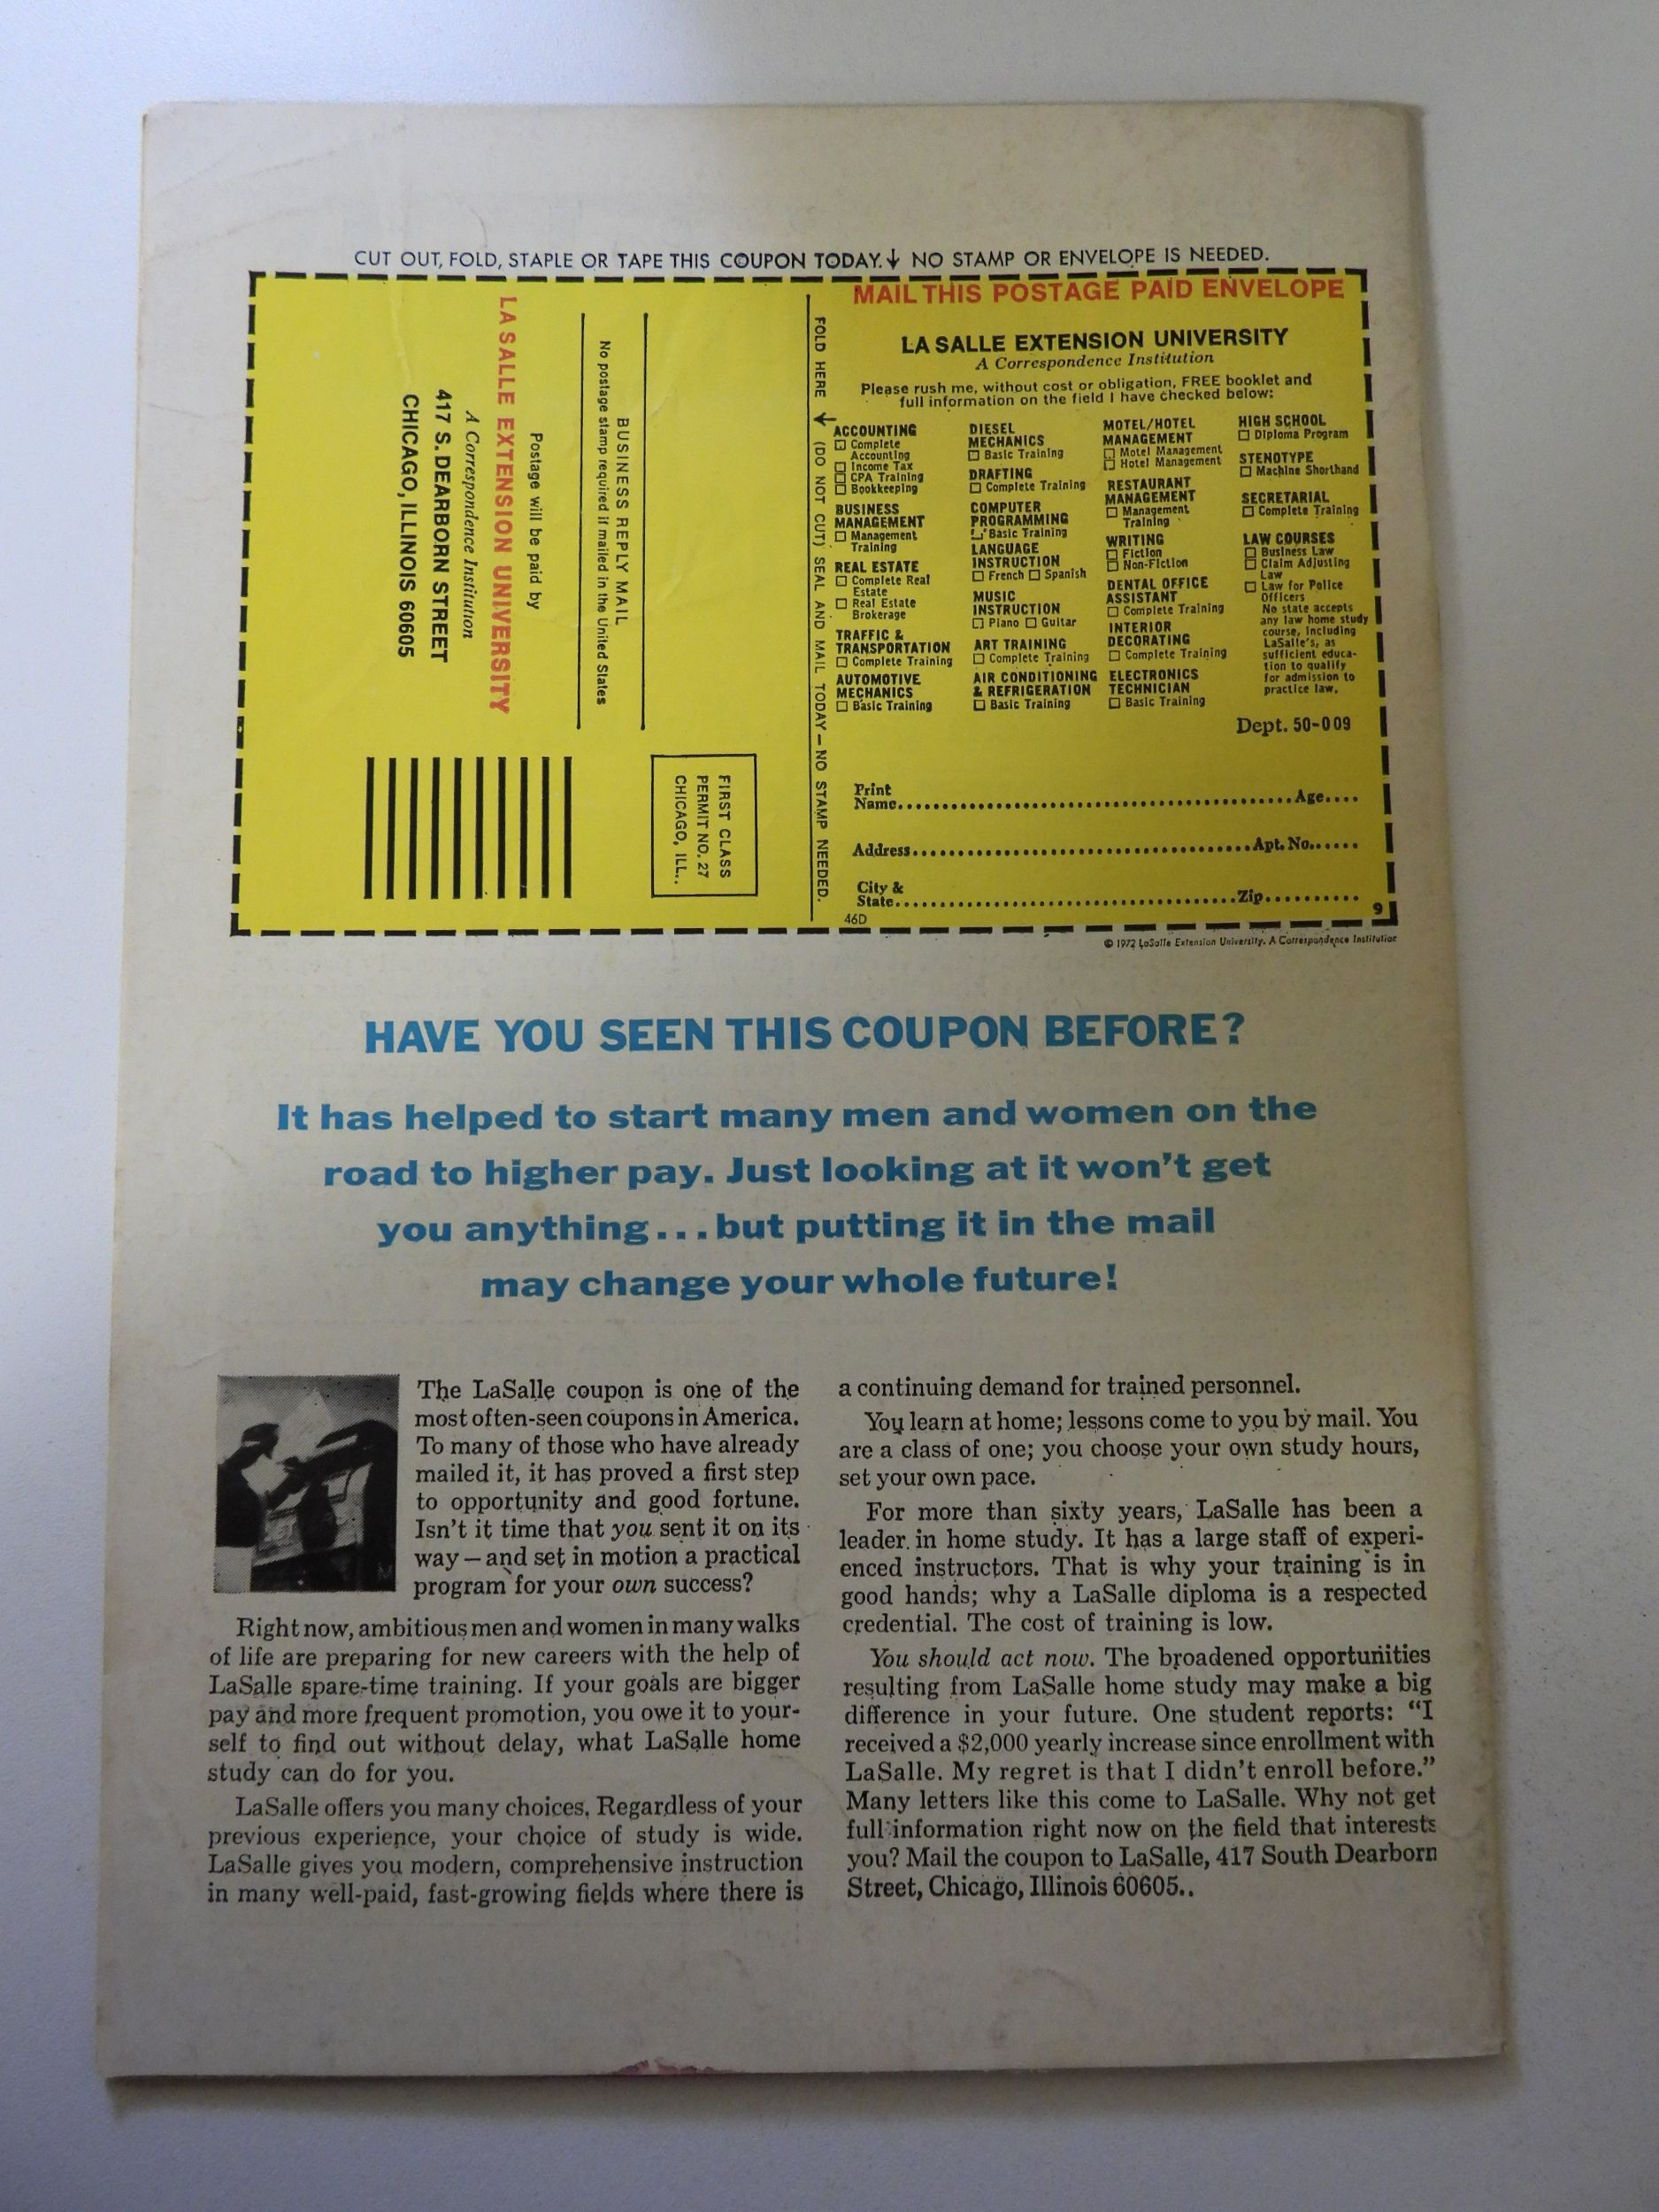 CUT OUT, FOLD, STAPLE OR TAPE THIS COUPON TODAY.↓ NO STAMP OR ENVELOPE IS NEEDED.
LA SALLE EXTENSION UNIVERSITY
A Correspondence Institution
417 S. DEARBORN STREET
CHICAGO, ILLINOIS 60605
Postage will be paid by
BUSINESS REPLY MAIL
No postage stamp required if mailed in the United States
FIRST CLASS
PERMIT NO. 27
CHICAGO, ILL..
FOLD HERE (DO NOT CUT) SEAL AND MAIL TODAY — NO STAMP NEEDED.
MAIL THIS POSTAGE PAID ENVELOPE
LA SALLE EXTENSION UNIVERSITY
A Correspondence Institution
Please rush me, without cost or obligation, FREE booklet and
full information on the field I have checked below:
ACCOUNTING
☐ Complete
Accounting
☐ Income Tax
☐ CPA Training
☐ Bookkeeping
BUSINESS
MANAGEMENT
☐ Management
Training
REAL ESTATE
☐ Complete Real
Estate
☐ Real Estate
Brokerage
TRAFFIC &
TRANSPORTATION
☐ Complete Training
AUTOMOTIVE
MECHANICS
☐ Basic Training
DIESEL
MECHANICS
☐ Basic Training
DRAFTING
☐ Complete Training
COMPUTER
PROGRAMMING
☐ Basic Training
LANGUAGE
INSTRUCTION
☐ French ☐ Spanish
MUSIC
INSTRUCTION
☐ Piano ☐ Guitar
ART TRAINING
☐ Complete Training
AIR CONDITIONING
& REFRIGERATION
☐ Basic Training
MOTEL/HOTEL
MANAGEMENT
☐ Motel Management
☐ Hotel Management
RESTAURANT
MANAGEMENT
☐ Management
Training
WRITING
☐ Fiction
☐ Non-Fiction
DENTAL OFFICE
ASSISTANT
☐ Complete Training
INTERIOR
DECORATING
☐ Complete Training
ELECTRONICS
TECHNICIAN
☐ Basic Training
HIGH SCHOOL
☐ Diploma Program
STENOTYPE
☐ Machine Shorthand
SECRETARIAL
☐ Complete Training
LAW COURSES
☐ Business Law
☐ Claim Adjusting
Law
☐ Law for Police
Officers
No state accepts
any law home study
course, including
LaSalle's, as
sufficient educa-
tion to qualify
for admission to
practice law.
Dept. 50-009
Print
Name..........Age....
Address..........Apt. No......
City &
State..........Zip..........
46D
9
© 1972 LaSalle Extension University. A Correspondence Institution
HAVE YOU SEEN THIS COUPON BEFORE?
It has helped to start many men and women on the
road to higher pay. Just looking at it won't get
you anything...but putting it in the mail
may change your whole future!
The LaSalle coupon is one of the
most often-seen coupons in America.
To many of those who have already
mailed it, it has proved a first step
to opportunity and good fortune.
Isn't it time that you sent it on its
way — and set in motion a practical
program for your own success?
Right now, ambitious men and women in many walks
of life are preparing for new careers with the help of
LaSalle spare-time training. If your goals are bigger
pay and more frequent promotion, you owe it to your-
self to find out without delay, what LaSalle home
study can do for you.
LaSalle offers you many choices. Regardless of your
previous experience, your choice of study is wide.
LaSalle gives you modern, comprehensive instruction
in many well-paid, fast-growing fields where there is
a continuing demand for trained personnel.
You learn at home; lessons come to you by mail. You
are a class of one; you choose your own study hours,
set your own pace.
For more than sixty years, LaSalle has been a
leader in home study. It has a large staff of experi-
enced instructors. That is why your training is in
good hands; why a LaSalle diploma is a respected
credential. The cost of training is low.
You should act now. The broadened opportunities
resulting from LaSalle home study may make a big
difference in your future. One student reports: "I
received a $2,000 yearly increase since enrollment with
LaSalle. My regret is that I didn't enroll before."
Many letters like this come to LaSalle. Why not get
full information right now on the field that interests
you? Mail the coupon to LaSalle, 417 South Dearborn
Street, Chicago, Illinois 60605..